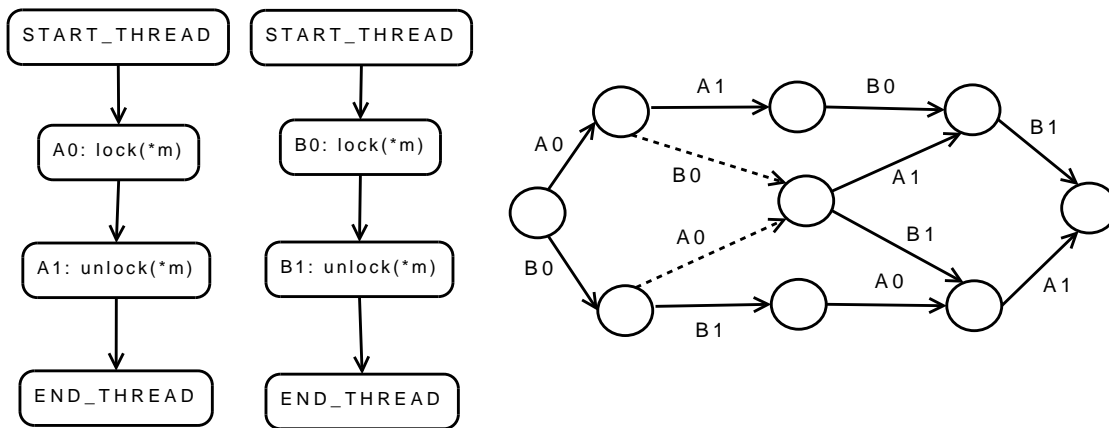 START_THREAD
A0: lock(*m)
A1: unlock(*m)
END_THREAD
START_THREAD
B0: lock(*m)
B1: unlock(*m)
END_THREAD
A0
B0
A1
B0
B0
A0
B1
A1
B1
A0
B1
A1